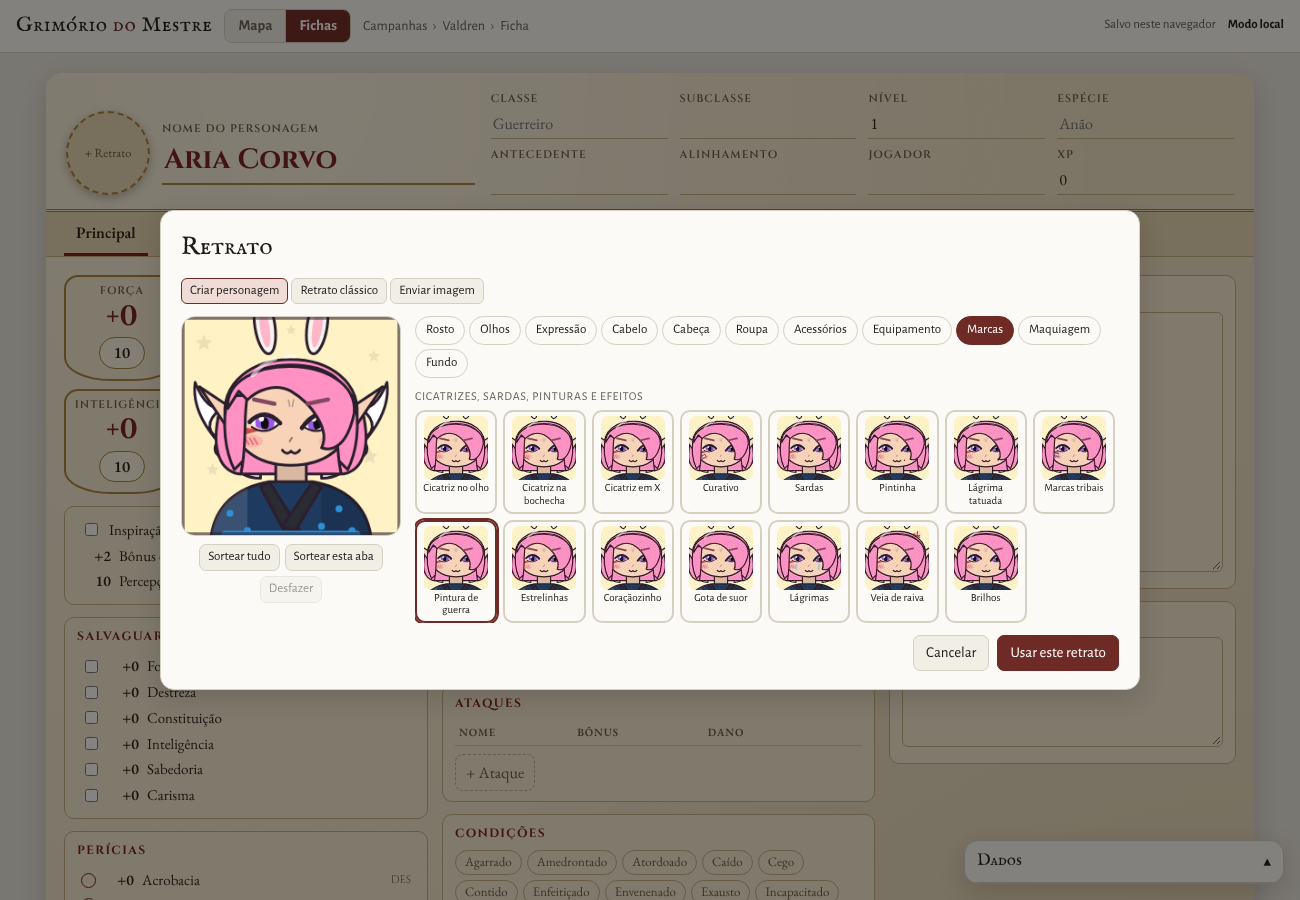 Grimório do Mestre
Mapa
Fichas
Campanhas › Valdren › Ficha
Salvo neste navegador
Modo local
+ Retrato
NOME DO PERSONAGEM
Aria Corvo
CLASSE
SUBCLASSE
NÍVEL
ESPÉCIE
Guerreiro
1
Anão
ANTECEDENTE
ALINHAMENTO
JOGADOR
XP
0
Principal
FORÇA
+0
10
INTELIGÊNCI
+0
10
Inspiraçã
+2 Bônus
10 Percepç
SALVAGUAR
+0 Fo
+0 Destreza
+0 Constituição
+0 Inteligência
+0 Sabedoria
+0 Carisma
PERÍCIAS
+0 Acrobacia DES
Retrato
Criar personagem
Retrato clássico
Enviar imagem
Sortear tudo
Sortear esta aba
Desfazer
Rosto
Olhos
Expressão
Cabelo
Cabeça
Roupa
Acessórios
Equipamento
Marcas
Maquiagem
Fundo
CICATRIZES, SARDAS, PINTURAS E EFEITOS
Cicatriz no olho
Cicatriz na
bochecha
Cicatriz em X
Curativo
Sardas
Pintinha
Lágrima
tatuada
Marcas tribais
Pintura de
guerra
Estrelinhas
Coraçãozinho
Gota de suor
Lágrimas
Veia de raiva
Brilhos
Cancelar
Usar este retrato
ATAQUES
NOME
BÔNUS
DANO
+ Ataque
CONDIÇÕES
Agarrado
Amedrontado
Atordoado
Caído
Cego
Contido
Enfeitiçado
Envenenado
Exausto
Incapacitado
Dados ▲